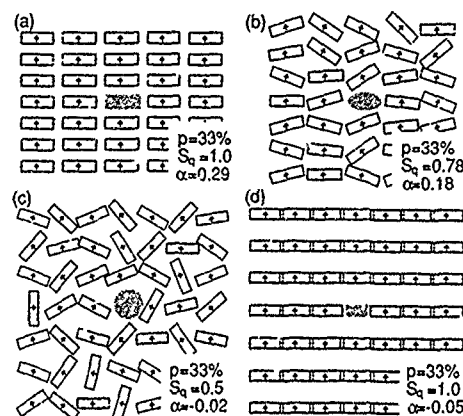 (a)
p=33%
Sq=1.0
α=0.29
(b)
p=33%
Sq=0.78
α=0.18
(c)
p=33%
Sq=0.5
α=-0.02
(d)
p=33%
Sq=1.0
α=-0.05